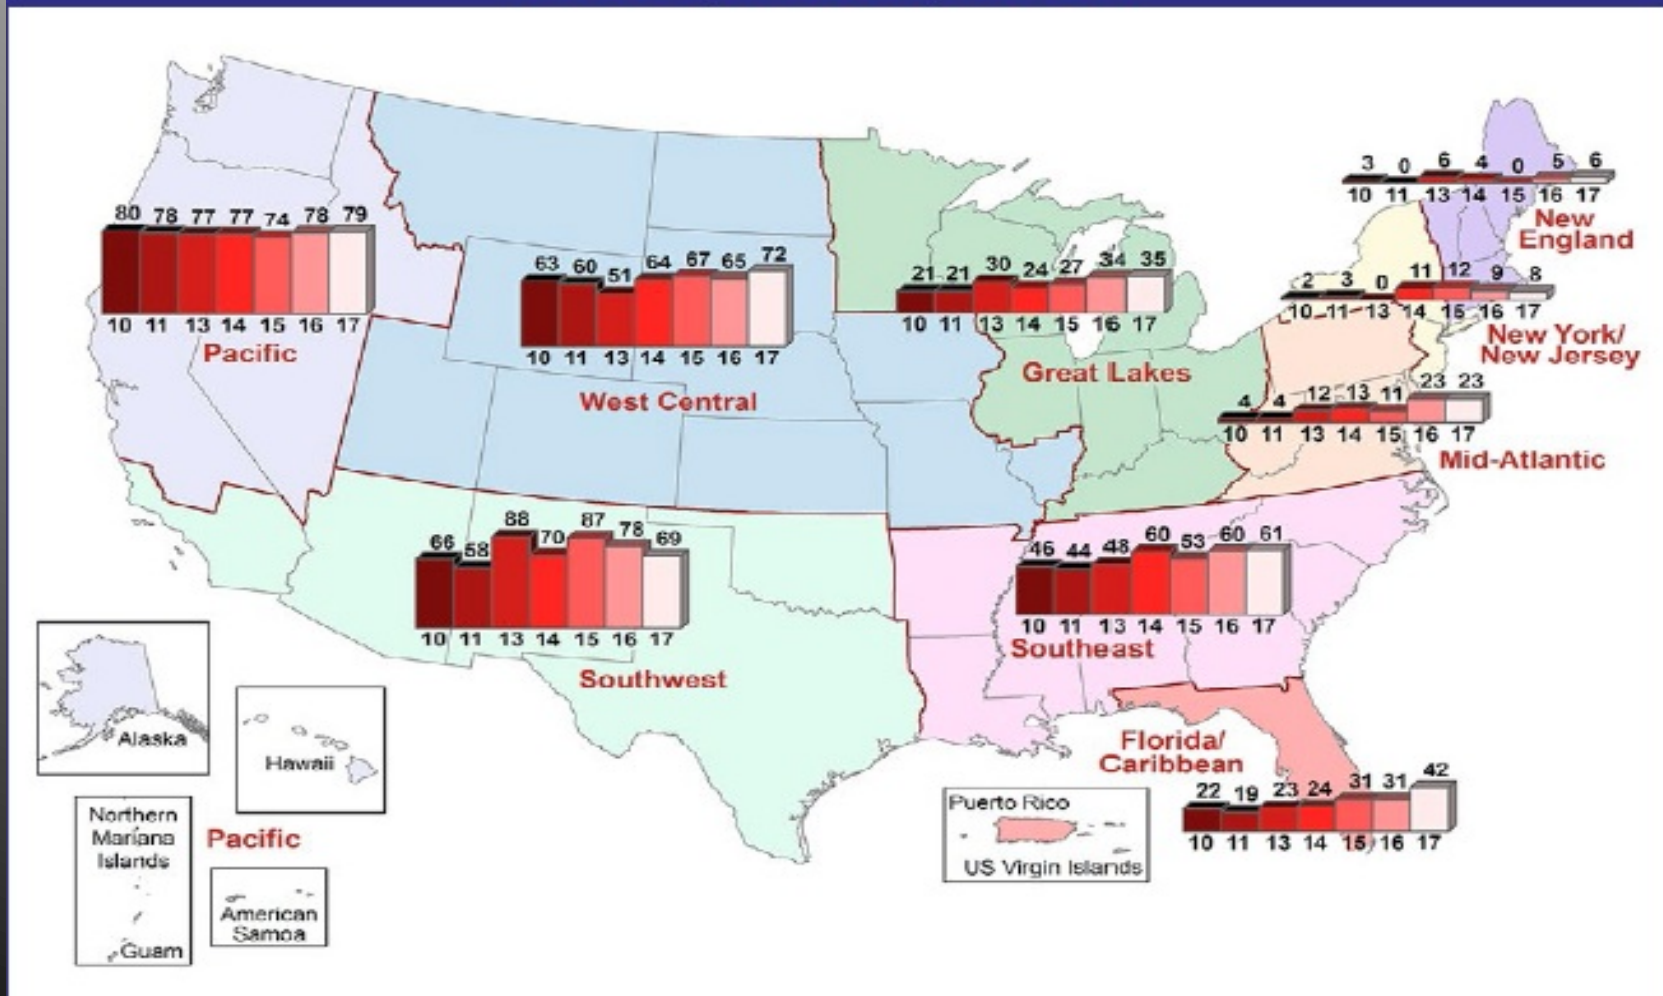 3 0 6 4 0 5 6
10 11 13 14 15 16 17
New
England
80 78 77 77 74 78 79
10 11 13 14 15 16 17
Pacific
63 60 51 64 67 65 72
10 11 13 14 15 16 17
West Central
21 21 30 24 27 34 35
10 11 13 14 15 16 17
Great Lakes
2 3 0 11 12 9 8
10 11 13 14 15 16 17
New York/
New Jersey
4 4 12 13 11 23 23
10 11 13 14 15 16 17
Mid-Atlantic
66 58 88 70 87 78 69
10 11 13 14 15 16 17
Southwest
46 44 48 60 53 60 61
10 11 13 14 15 16 17
Southeast
Florida/
Caribbean
22 19 23 24 31 31 42
10 11 13 14 15 16 17
Alaska
Hawaii
Northern
Mariana
Islands
Guam
Pacific
American
Samoa
Puerto Rico
US Virgin Islands